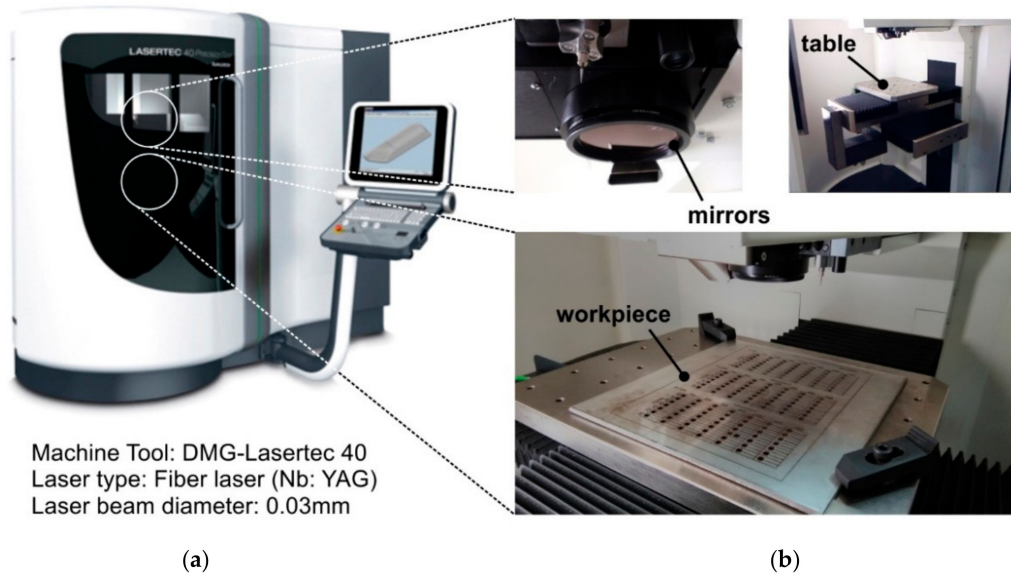 LASERTEC 40 PrecisionTool
table
mirrors
workpiece
Machine Tool: DMG-Lasertec 40
Laser type: Fiber laser (Nb: YAG)
Laser beam diameter: 0.03mm
(a)
(b)